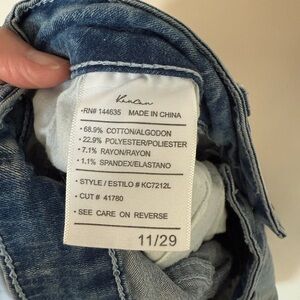 KanCan
•RN# 144635 MADE IN CHINA
• 68.9% COTTON/ALGODON
• 22.9% POLYESTER/POLIESTER
• 7.1% RAYON/RAYON
• 1.1% SPANDEX/ELASTANO
• STYLE / ESTILO # KC7212L
• CUT # 41780
• SEE CARE ON REVERSE
11/29